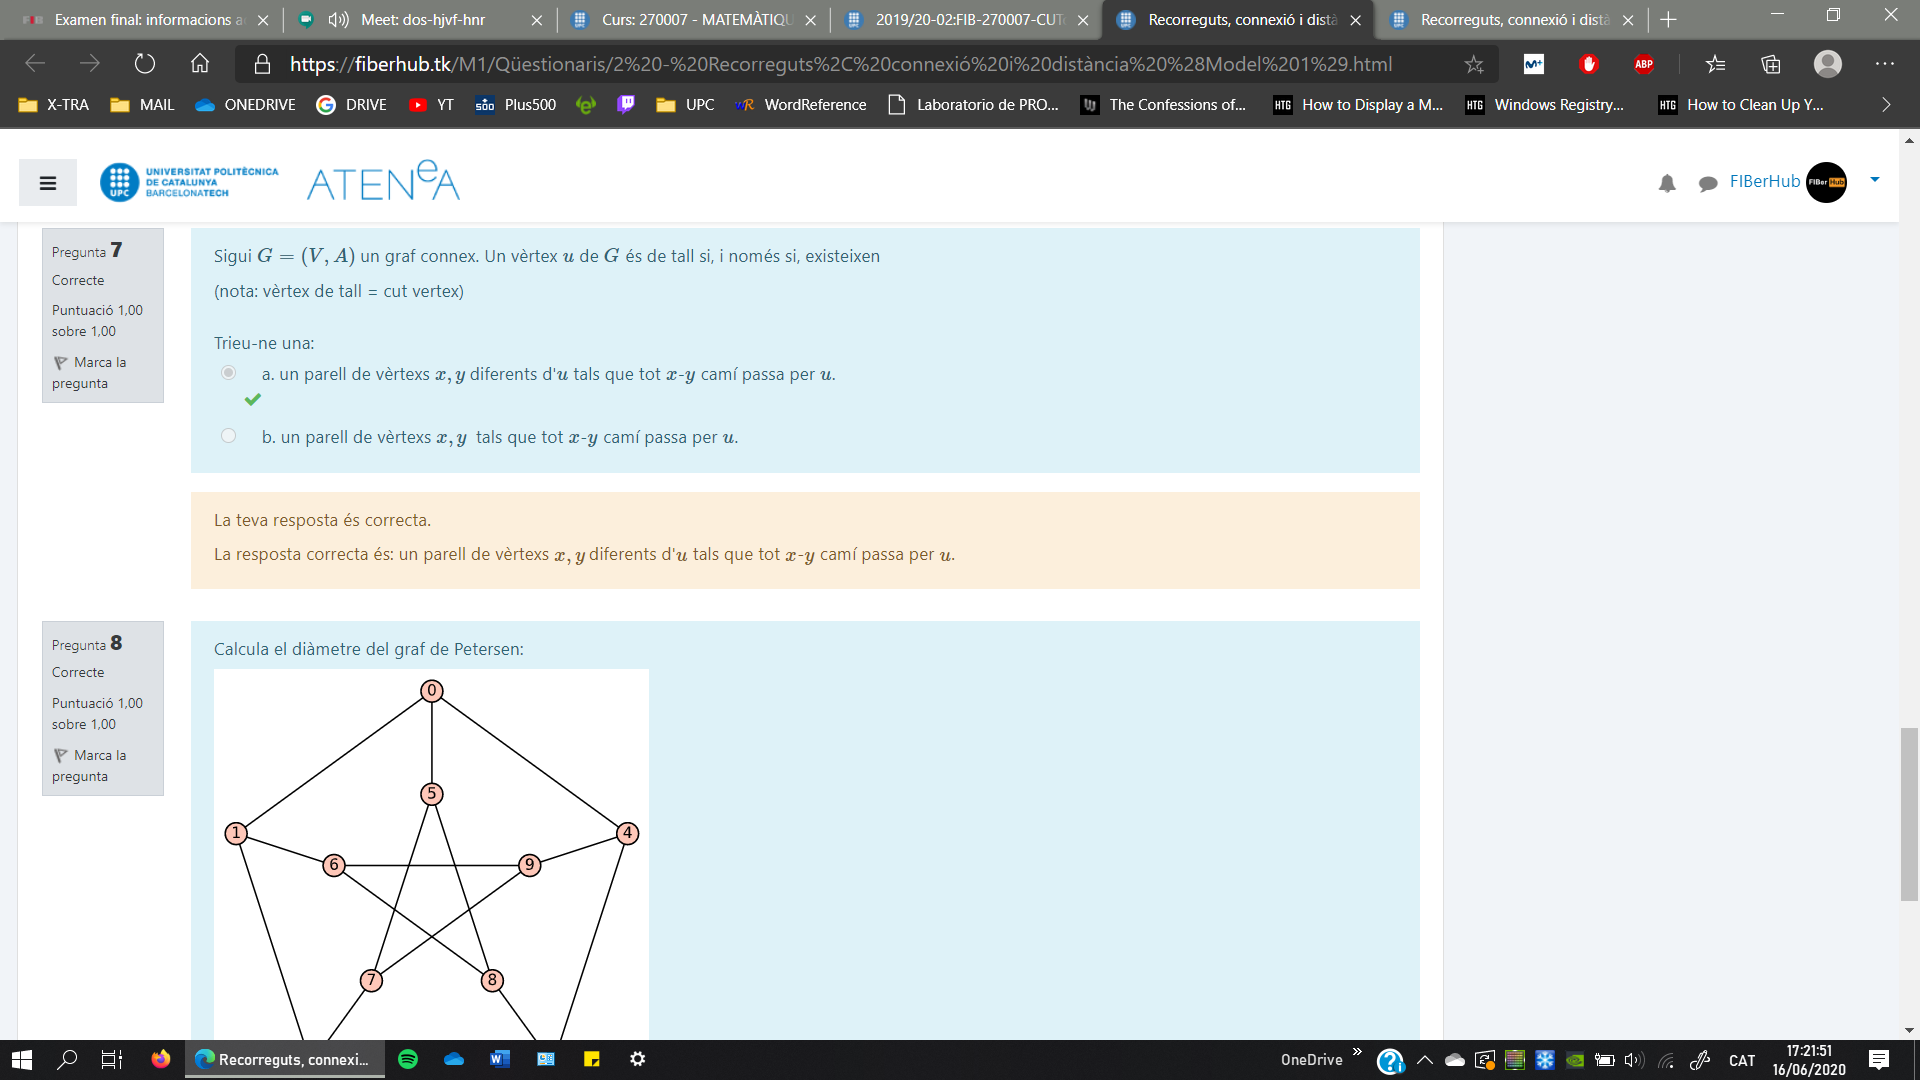 Examen final: informacions a
Meet: dos-hjvf-hnr
Curs: 270007 - MATEMÀTIQU
2019/20-02:FIB-270007-CUT
Recorreguts, connexió i distà
Recorreguts, connexió i distà
https://fiberhub.tk/M1/Qüestionaris/2%20-%20Recorreguts%2C%20connexió%20i%20distància%20%28Model%201%29.html
X-TRA
MAIL
ONEDRIVE
DRIVE
YT
Plus500
UPC
WordReference
Laboratorio de PRO...
The Confessions of...
HTG How to Display a M...
HTG Windows Registry...
HTG How to Clean Up Y...
UPC
UNIVERSITAT POLITÈCNICA
DE CATALUNYA
BARCELONATECH
ATENeA
FIBerHub
FIBer Hub
Pregunta 7
Correcte
Puntuació 1,00
sobre 1,00
Marca la
pregunta
Sigui G = (V, A) un graf connex. Un vèrtex u de G és de tall si, i només si, existeixen
(nota: vèrtex de tall = cut vertex)
Trieu-ne una:
a. un parell de vèrtexs x, y diferents d'u tals que tot x-y camí passa per u.
b. un parell de vèrtexs x, y tals que tot x-y camí passa per u.
La teva resposta és correcta.
La resposta correcta és: un parell de vèrtexs x, y diferents d'u tals que tot x-y camí passa per u.
Pregunta 8
Correcte
Puntuació 1,00
sobre 1,00
Marca la
pregunta
Calcula el diàmetre del graf de Petersen:
0
5
1
4
6
9
7
8
Recorreguts, connexi...
OneDrive
CAT
17:21:51
16/06/2020